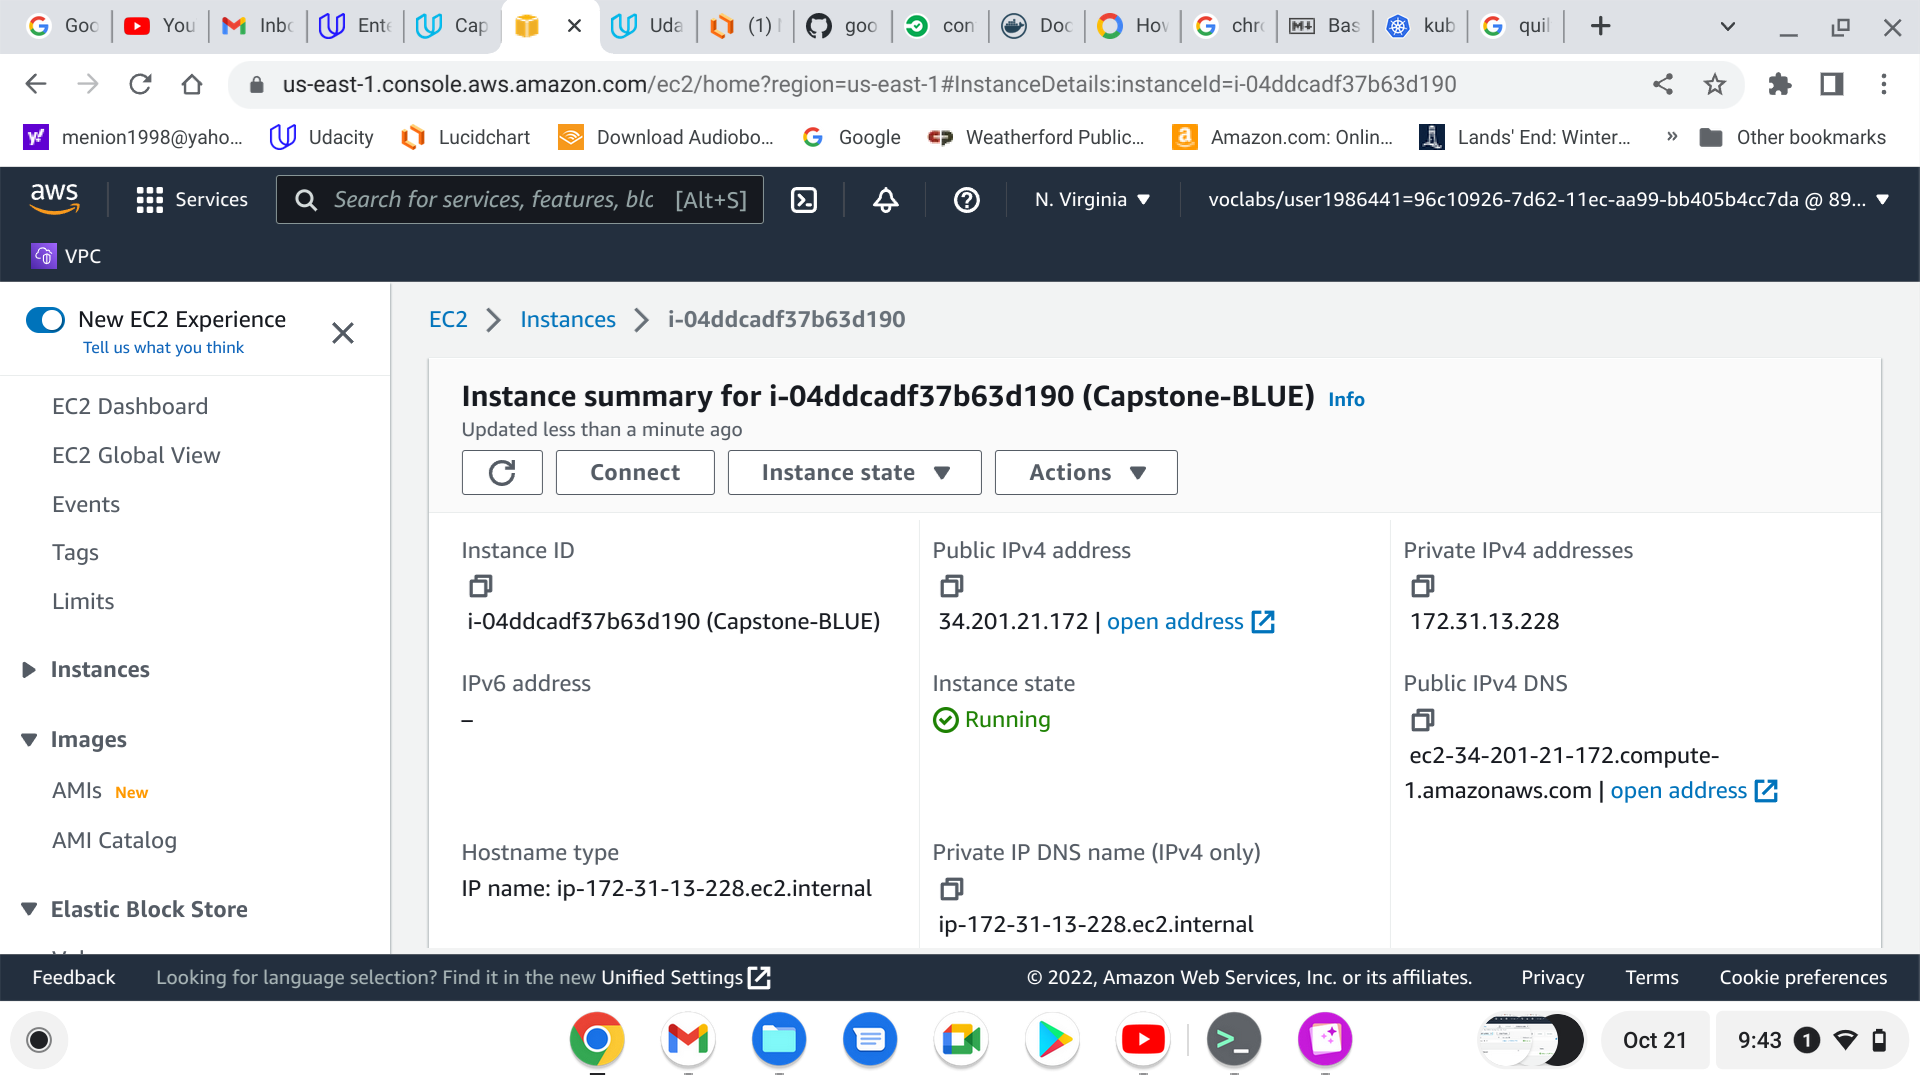 Goo You Inbo Ente Cap Uda (1) goo con Doc How chro Bas kub quil
us-east-1.console.aws.amazon.com/ec2/home?region=us-east-1#InstanceDetails:instanceId=i-04ddcadf37b63d190
menion1998@yaho... Udacity Lucidchart Download Audiobo... Google Weatherford Public... Amazon.com: Onlin... Lands' End: Winter... » Other bookmarks
aws Services Search for services, features, blc [Alt+S] N. Virginia voclabs/user1986441=96c10926-7d62-11ec-aa99-bb405b4cc7da @ 89...
VPC
New EC2 Experience
Tell us what you think
EC2 Dashboard
EC2 Global View
Events
Tags
Limits
Instances
Images
AMIs New
AMI Catalog
Elastic Block Store
EC2 Instances i-04ddcadf37b63d190
Instance summary for i-04ddcadf37b63d190 (Capstone-BLUE) Info
Updated less than a minute ago
Connect Instance state Actions
Instance ID
i-04ddcadf37b63d190 (Capstone-BLUE)
Public IPv4 address
34.201.21.172 | open address
Private IPv4 addresses
172.31.13.228
IPv6 address
–
Instance state
Running
Public IPv4 DNS
ec2-34-201-21-172.compute-
1.amazonaws.com | open address
Hostname type
IP name: ip-172-31-13-228.ec2.internal
Private IP DNS name (IPv4 only)
ip-172-31-13-228.ec2.internal
Feedback Looking for language selection? Find it in the new Unified Settings © 2022, Amazon Web Services, Inc. or its affiliates. Privacy Terms Cookie preferences
Oct 21 9:43 1